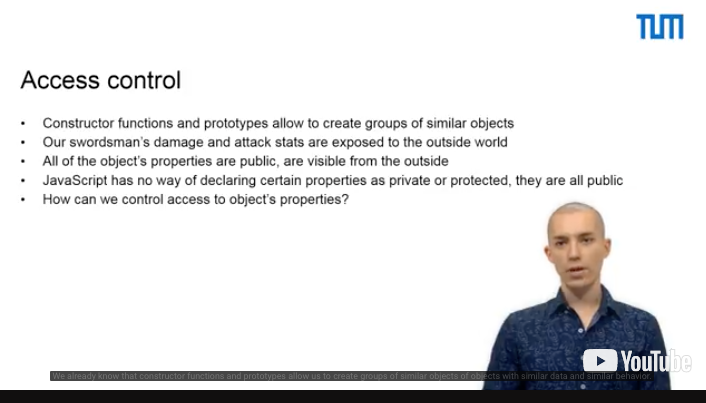 TUM
Access control
• Constructor functions and prototypes allow to create groups of similar objects
• Our swordsman's damage and attack stats are exposed to the outside world
• All of the object's properties are public, are visible from the outside
• JavaScript has no way of declaring certain properties as private or protected, they are all public
• How can we control access to object's properties?
YouTube
We already know that constructor functions and prototypes allow us to create groups of similar objects of objects with similar data and similar behavior.